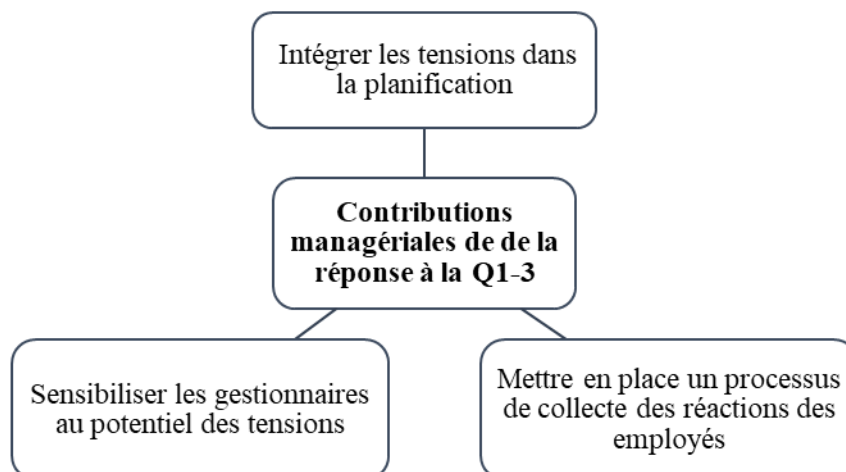 Intégrer les tensions dans
la planification
Contributions
managériales de de la
réponse à la Q1-3
Sensibiliser les gestionnaires
au potentiel des tensions
Mettre en place un processus
de collecte des réactions des
employés